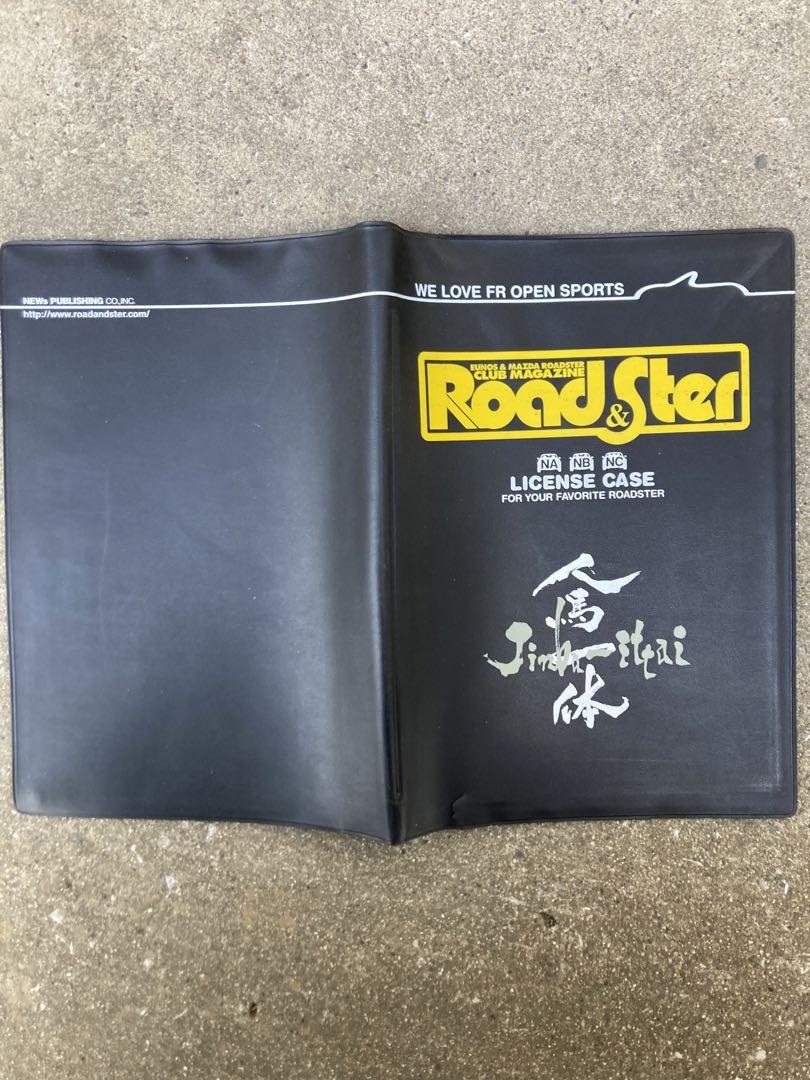 NEWs PUBLISHING CO.,INC.
http://www.roadandster.com/
WE LOVE FR OPEN SPORTS
EUNOS & MAZDA ROADSTER
CLUB MAGAZINE
Road&Ster
NA NB NC
LICENSE CASE
FOR YOUR FAVORITE ROADSTER
人馬一体
Jinba-ittai